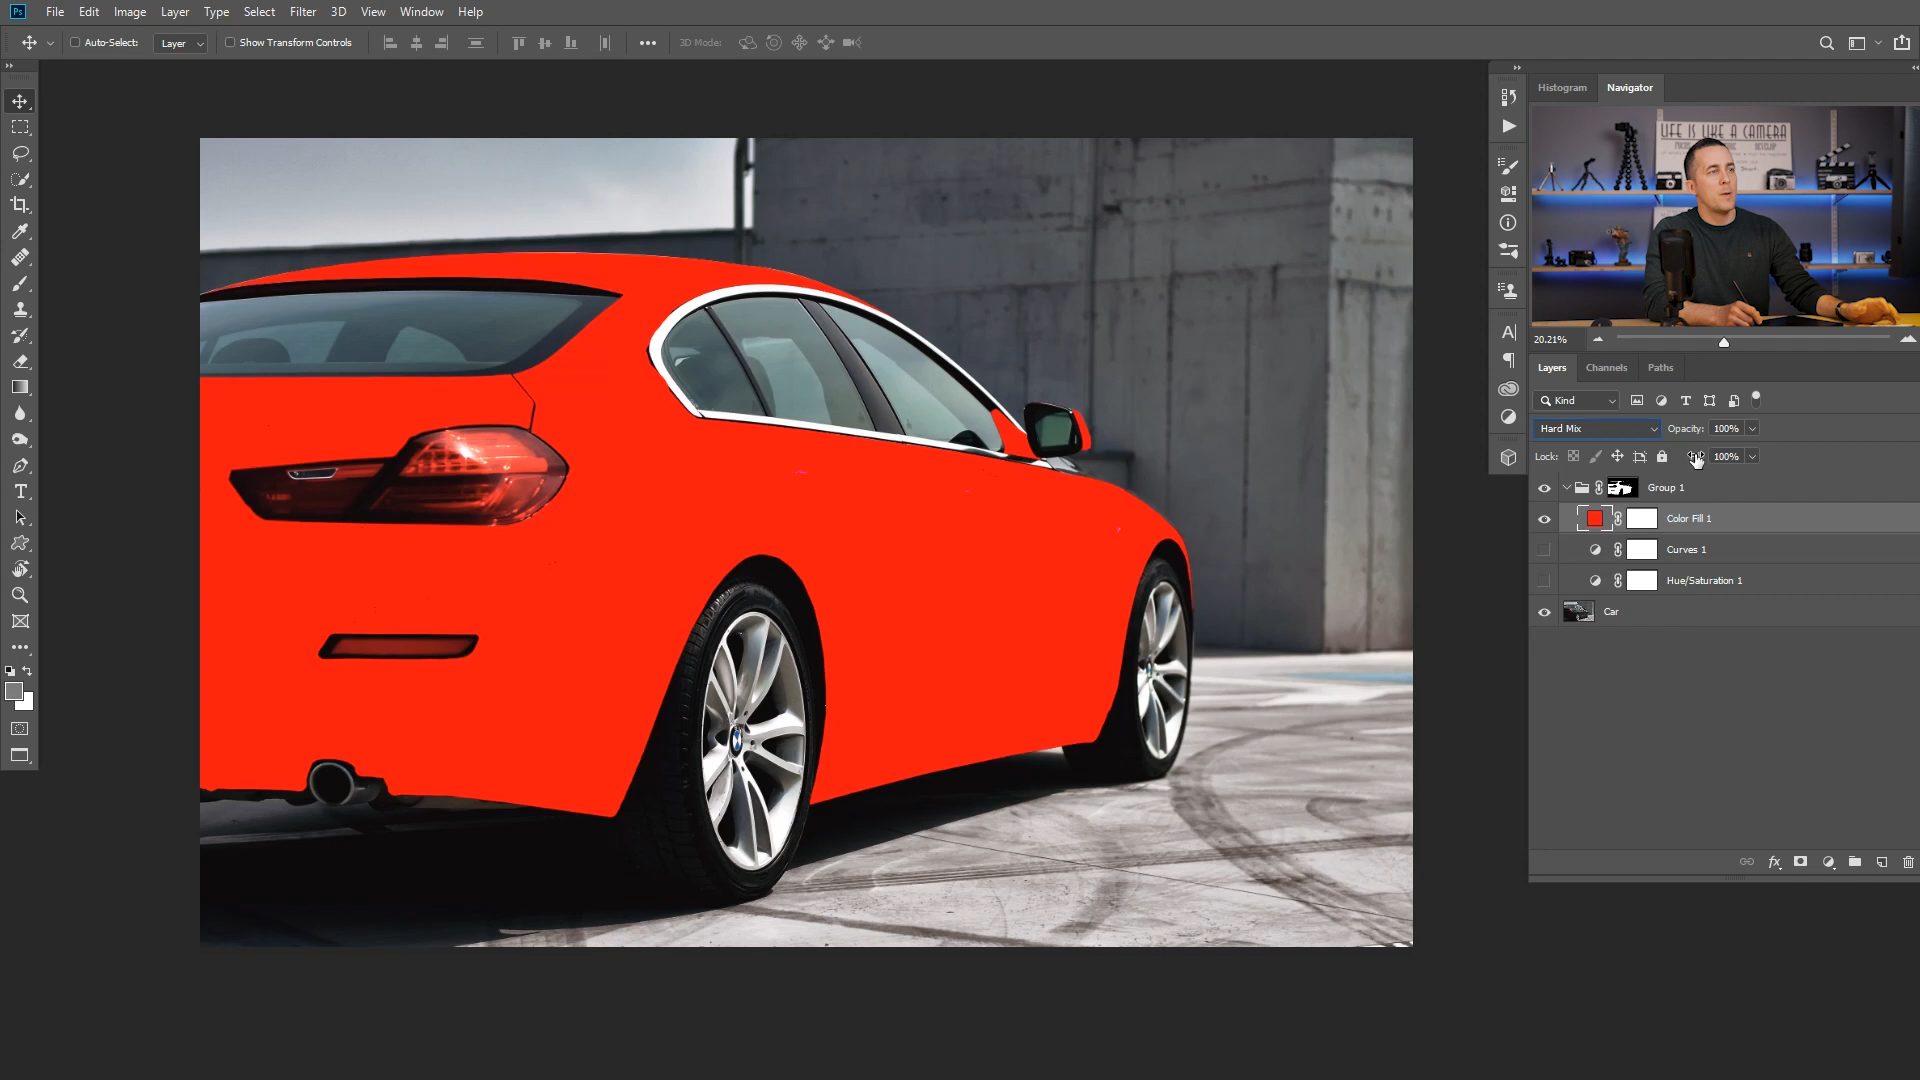 Ps File Edit Image Layer Type Select Filter 3D View Window Help
Auto-Select: Layer Show Transform Controls 3D Mode:
Histogram Navigator
LIFE IS LIKE A CAMERA
20.21%
Layers Channels Paths
Kind
Hard Mix Opacity: 100%
Lock: 100%
Group 1
Color Fill 1
Curves 1
Hue/Saturation 1
Car